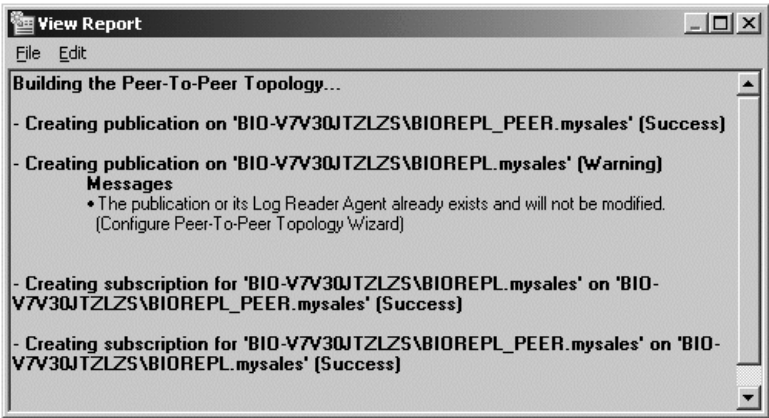 View Report
File Edit
Building the Peer-To-Peer Topology...
- Creating publication on 'BIO-V7V30JTZLZS\BIOREPL_PEER.mysales' (Success)
- Creating publication on 'BIO-V7V30JTZLZS\BIOREPL.mysales' (Warning)
Messages
• The publication or its Log Reader Agent already exists and will not be modified.
(Configure Peer-To-Peer Topology Wizard)
- Creating subscription for 'BIO-V7V30JTZLZS\BIOREPL.mysales' on 'BIO-
V7V30JTZLZS\BIOREPL_PEER.mysales' (Success)
- Creating subscription for 'BIO-V7V30JTZLZS\BIOREPL_PEER.mysales' on 'BIO-
V7V30JTZLZS\BIOREPL.mysales' (Success)